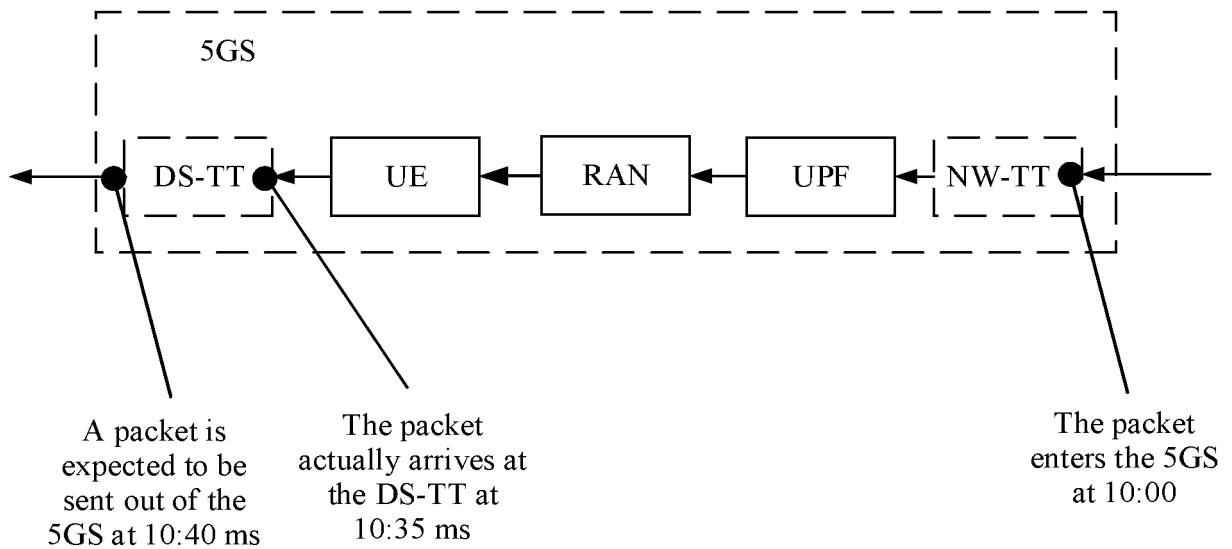 5GS
DS-TT
UE
RAN
UPF
NW-TT
A packet is
expected to be
sent out of the
5GS at 10:40 ms
The packet
actually arrives at
the DS-TT at
10:35 ms
The packet
enters the 5GS
at 10:00